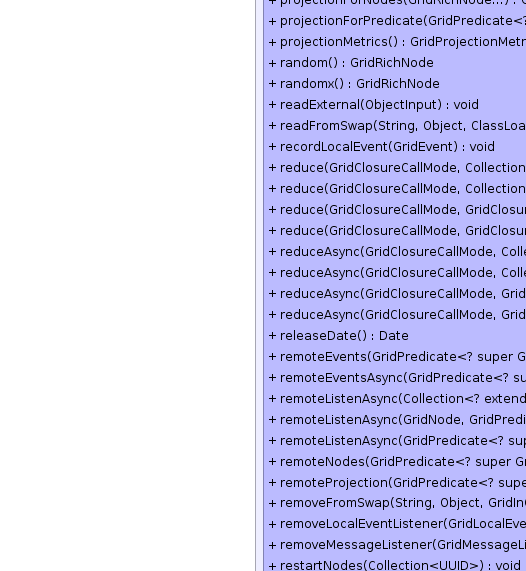 + projectionForNodes(GridRichNode...) :
+ projectionForPredicate(GridPredicate<?
+ projectionMetrics() : GridProjectionMetr
+ random() : GridRichNode
+ randomx() : GridRichNode
+ readExternal(ObjectInput) : void
+ readFromSwap(String, Object, ClassLoa
+ recordLocalEvent(GridEvent) : void
+ reduce(GridClosureCallMode, Collection
+ reduce(GridClosureCallMode, Collection
+ reduce(GridClosureCallMode, GridClosur
+ reduce(GridClosureCallMode, GridClosur
+ reduceAsync(GridClosureCallMode, Colle
+ reduceAsync(GridClosureCallMode, Colle
+ reduceAsync(GridClosureCallMode, Grid
+ reduceAsync(GridClosureCallMode, Grid
+ releaseDate() : Date
+ remoteEvents(GridPredicate<? super G
+ remoteEventsAsync(GridPredicate<? su
+ remoteListenAsync(Collection<? extend
+ remoteListenAsync(GridNode, GridPredi
+ remoteListenAsync(GridPredicate<? sup
+ remoteNodes(GridPredicate<? super Gr
+ remoteProjection(GridPredicate<? supe
+ removeFromSwap(String, Object, GridIn
+ removeLocalEventListener(GridLocalEve
+ removeMessageListener(GridMessageLi
+ restartNodes(Collection<UUID>) : void